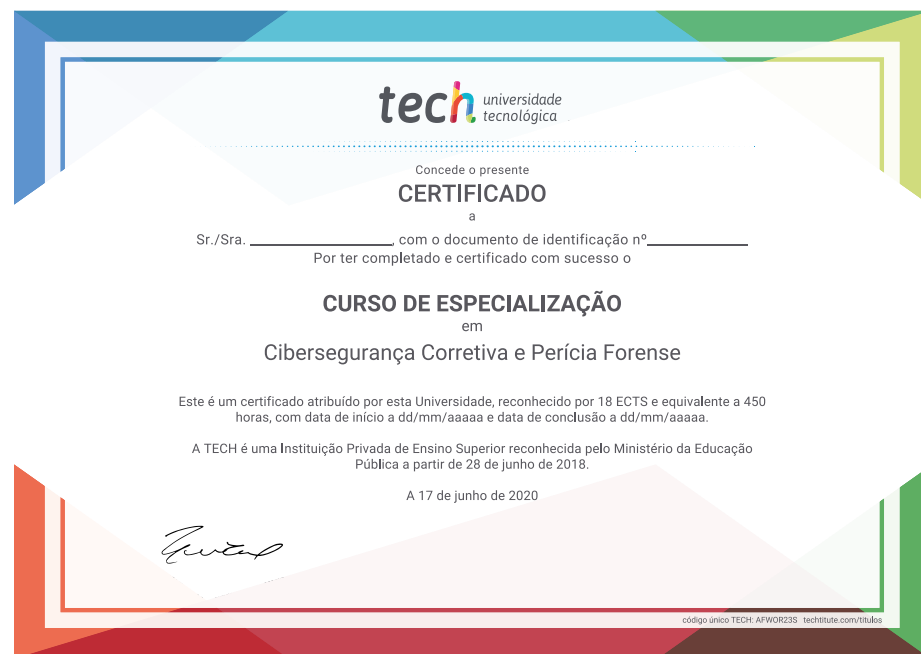 tech universidade
tecnológica
Concede o presente
CERTIFICADO
a
Sr./Sra. ____________________, com o documento de identificação nº______________
Por ter completado e certificado com sucesso o
CURSO DE ESPECIALIZAÇÃO
em
Cibersegurança Corretiva e Perícia Forense
Este é um certificado atribuído por esta Universidade, reconhecido por 18 ECTS e equivalente a 450
horas, com data de início a dd/mm/aaaaa e data de conclusão a dd/mm/aaaaa.
A TECH é uma Instituição Privada de Ensino Superior reconhecida pelo Ministério da Educação
Pública a partir de 28 de junho de 2018.
A 17 de junho de 2020
código único TECH: AFWOR23S techtitute.com/titulos